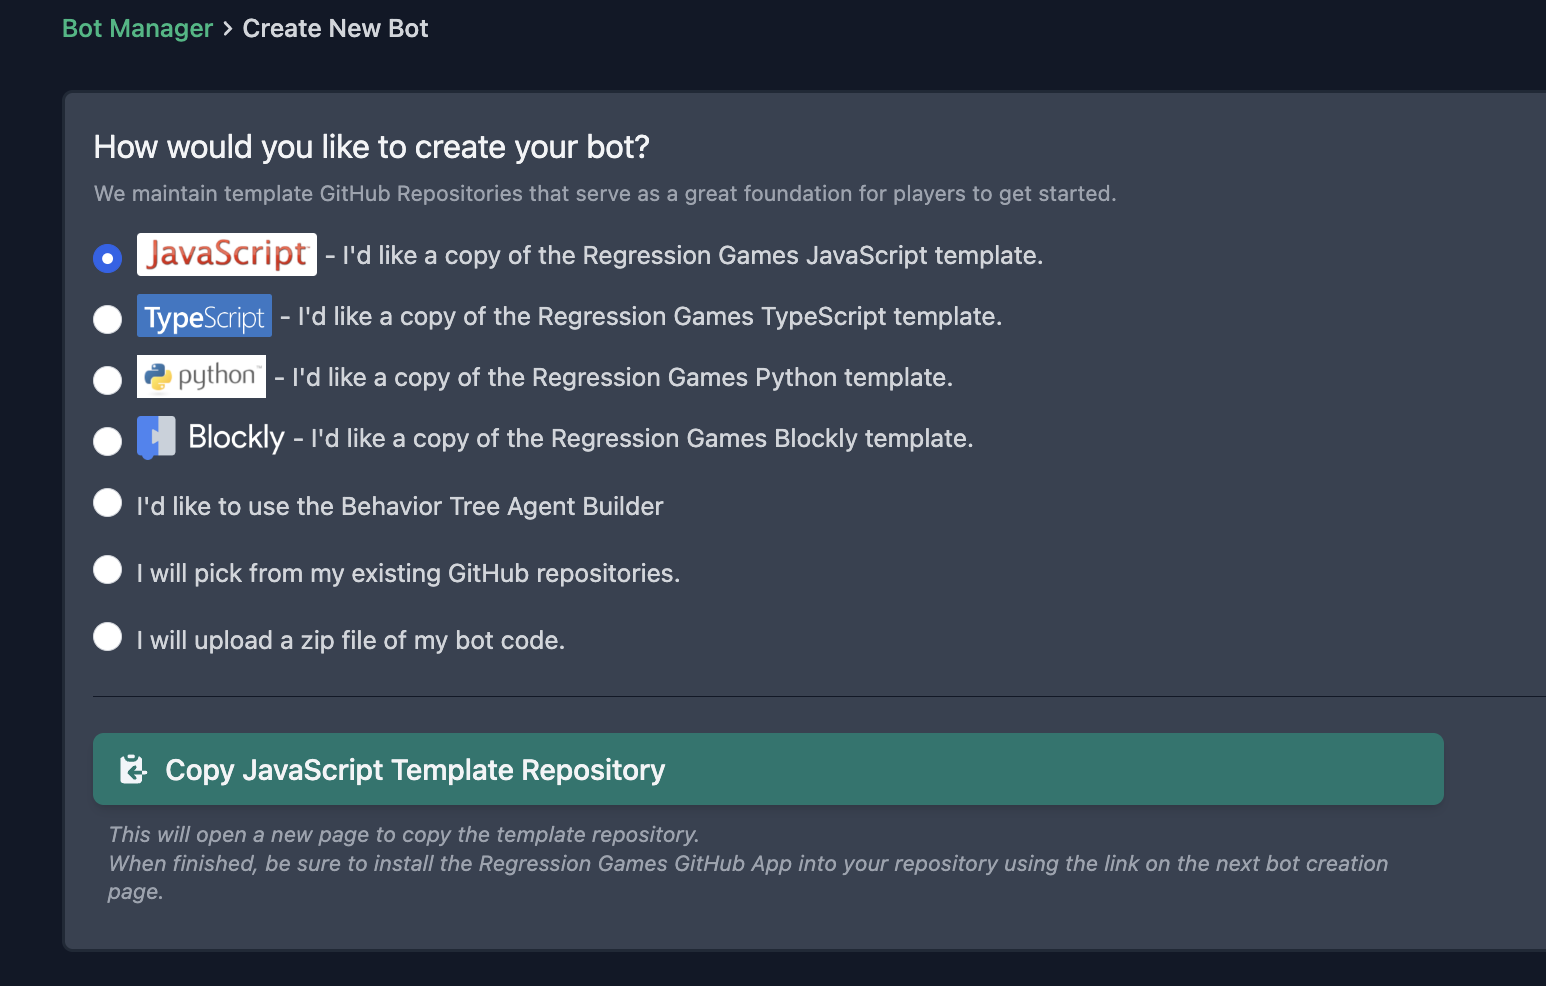 Bot Manager > Create New Bot
How would you like to create your bot?
We maintain template GitHub Repositories that serve as a great foundation for players to get started.
JavaScript™ - I'd like a copy of the Regression Games JavaScript template.
TypeScript - I'd like a copy of the Regression Games TypeScript template.
python™ - I'd like a copy of the Regression Games Python template.
Blockly - I'd like a copy of the Regression Games Blockly template.
I'd like to use the Behavior Tree Agent Builder
I will pick from my existing GitHub repositories.
I will upload a zip file of my bot code.
Copy JavaScript Template Repository
This will open a new page to copy the template repository.
When finished, be sure to install the Regression Games GitHub App into your repository using the link on the next bot creation
page.